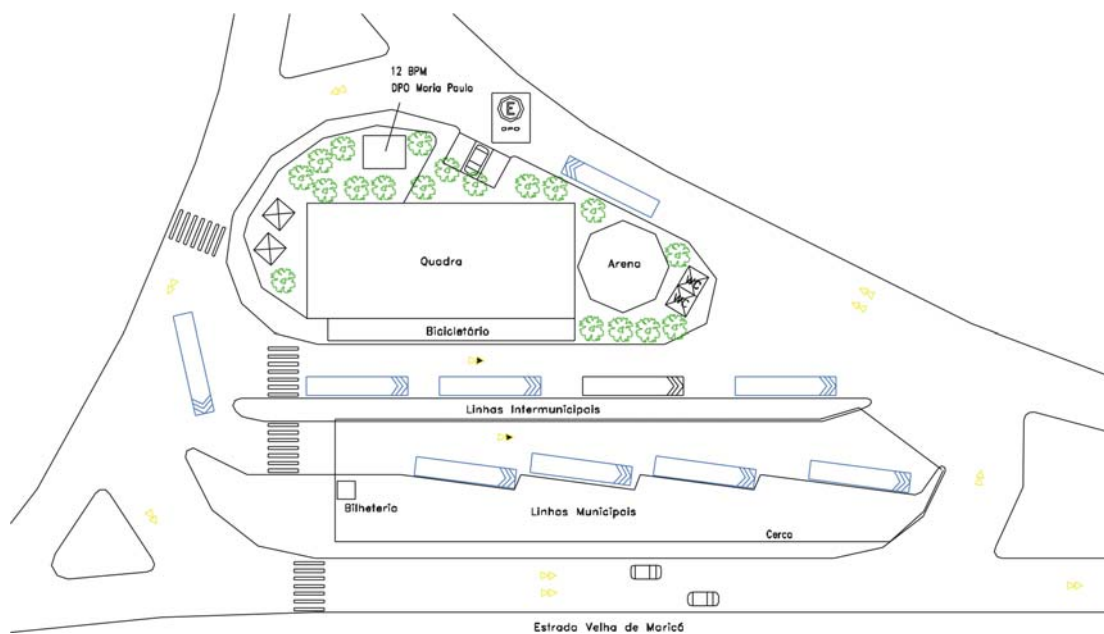 12 BPM
DPO Maria Paula
E
DPO
Quadra
Arena
WC
WC
Bicicletário
Linhas Intermunicipais
Bilheteria
Linhas Municipais
Cerca
Estrada Velha de Maricá